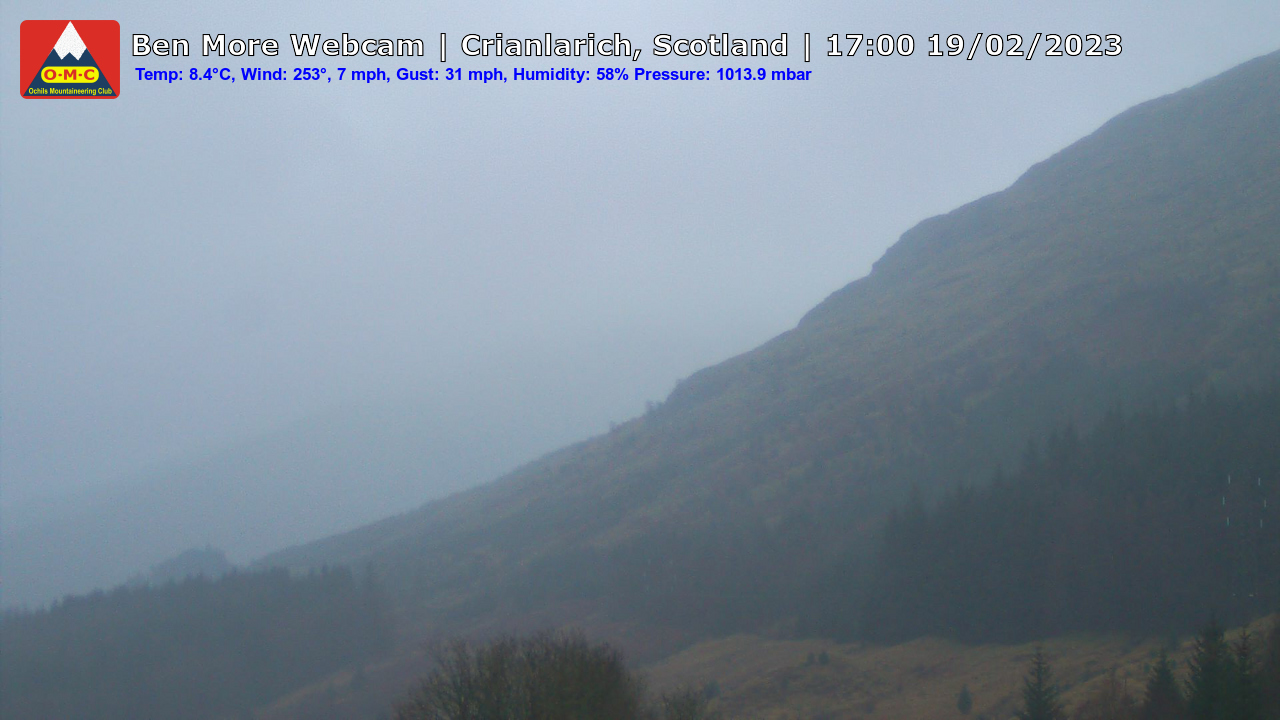 Ben More Webcam | Crianlarich, Scotland | 17:00 19/02/2023
Temp: 8.4°C, Wind: 253°, 7 mph, Gust: 31 mph, Humidity: 58% Pressure: 1013.9 mbar
O-M-C
Ochils Mountaineering Club